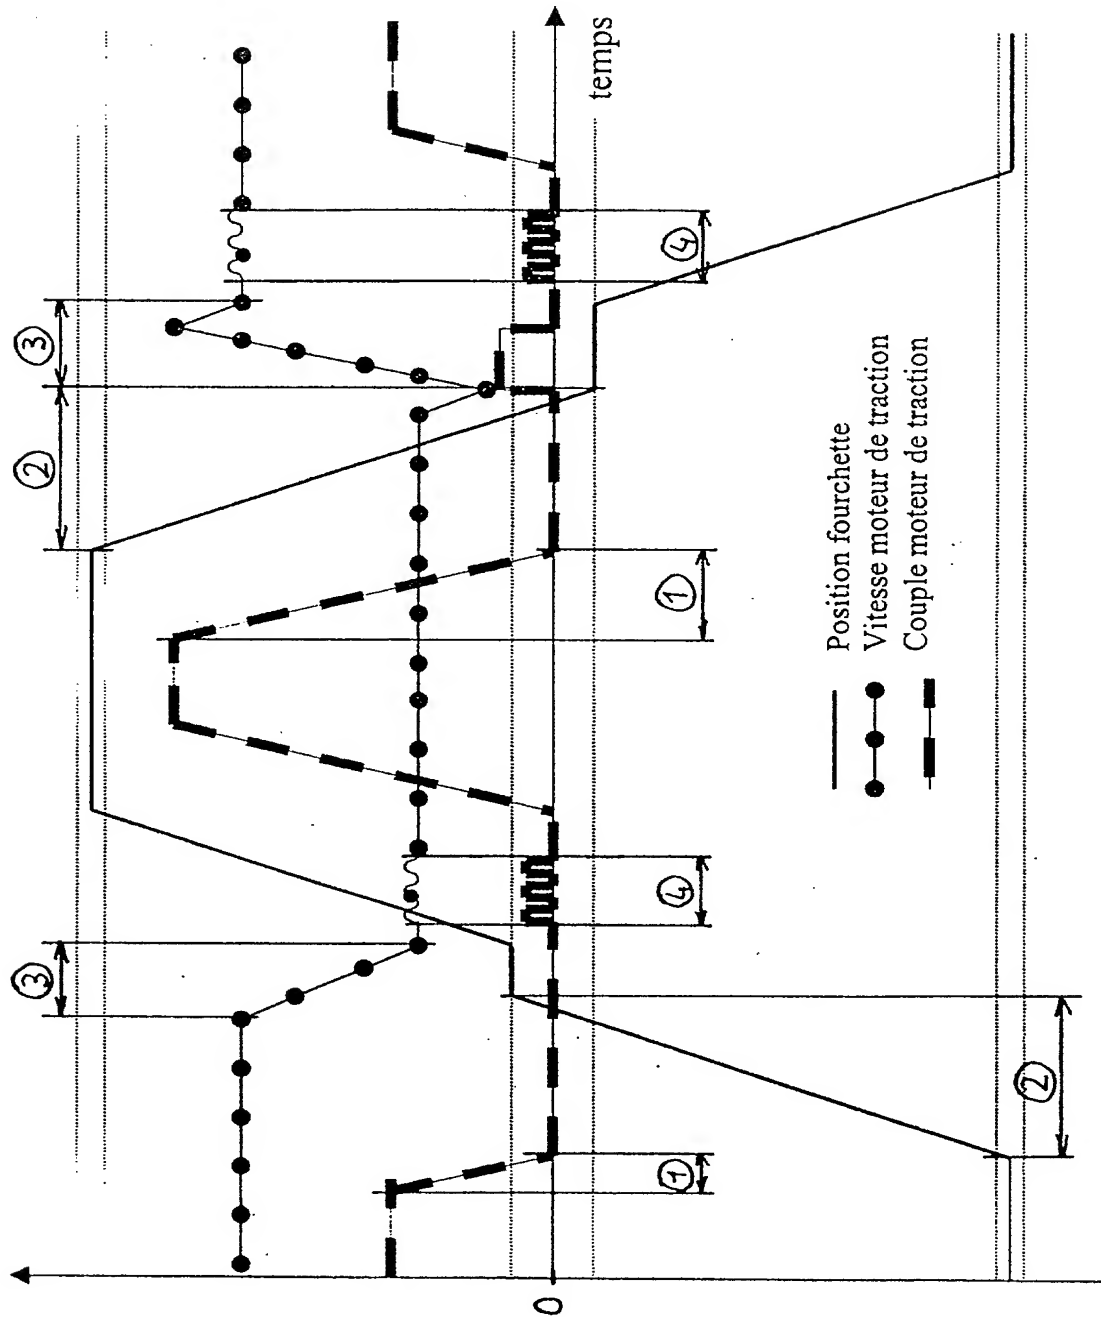 3
2
3
4
1
4
1
2
0
temps
Position fourchette
Vitesse moteur de traction
Couple moteur de traction